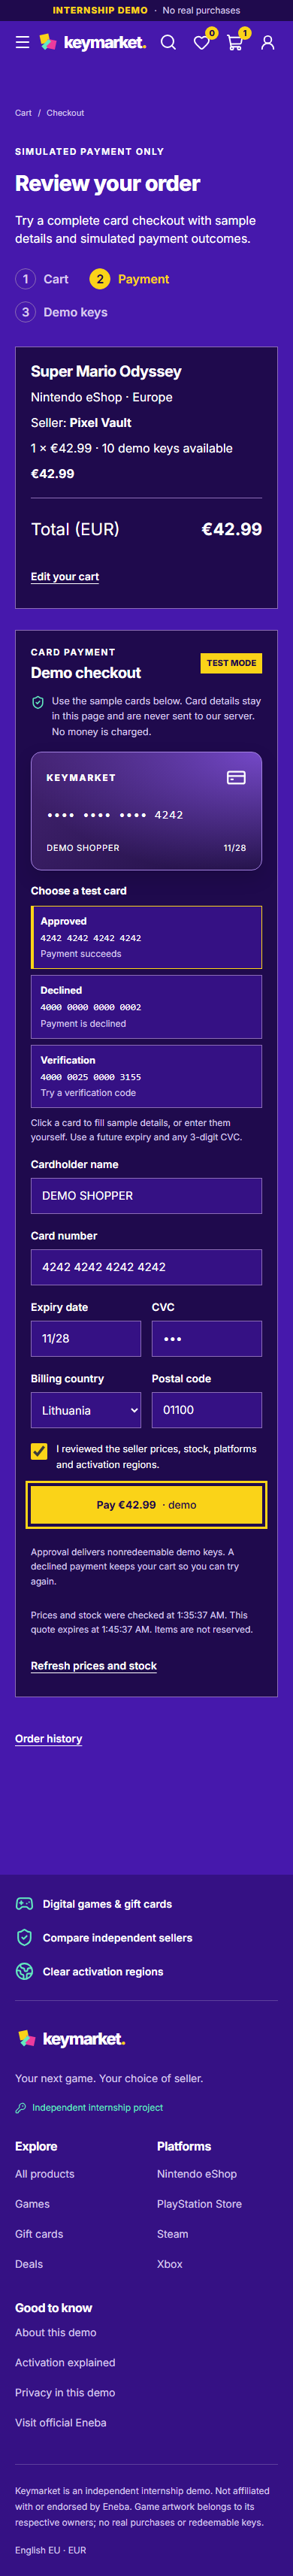 INTERNSHIP DEMO · No real purchases
keymarket.
0
1
Cart / Checkout
SIMULATED PAYMENT ONLY
Review your order
Try a complete card checkout with sample
details and simulated payment outcomes.
1 Cart
2 Payment
3 Demo keys
Super Mario Odyssey
Nintendo eShop · Europe
Seller: Pixel Vault
1 × €42.99 · 10 demo keys available
€42.99
Total (EUR) €42.99
Edit your cart
CARD PAYMENT
Demo checkout
TEST MODE
Use the sample cards below. Card details stay
in this page and are never sent to our server.
No money is charged.
KEYMARKET
•••• •••• •••• 4242
DEMO SHOPPER 11/28
Choose a test card
Approved
4242 4242 4242 4242
Payment succeeds
Declined
4000 0000 0000 0002
Payment is declined
Verification
4000 0025 0000 3155
Try a verification code
Click a card to fill sample details, or enter them
yourself. Use a future expiry and any 3-digit CVC.
Cardholder name
DEMO SHOPPER
Card number
4242 4242 4242 4242
Expiry date CVC
11/28 •••
Billing country Postal code
Lithuania 01100
I reviewed the seller prices, stock, platforms
and activation regions.
Pay €42.99 · demo
Approval delivers nonredeemable demo keys. A
declined payment keeps your cart so you can try
again.
Prices and stock were checked at 1:35:37 AM. This
quote expires at 1:45:37 AM. Items are not reserved.
Refresh prices and stock
Order history
Digital games & gift cards
Compare independent sellers
Clear activation regions
keymarket.
Your next game. Your choice of seller.
Independent internship project
Explore
All products
Games
Gift cards
Deals
Platforms
Nintendo eShop
PlayStation Store
Steam
Xbox
Good to know
About this demo
Activation explained
Privacy in this demo
Visit official Eneba
Keymarket is an independent internship demo. Not affiliated
with or endorsed by Eneba. Game artwork belongs to its
respective owners; no real purchases or redeemable keys.
English EU · EUR